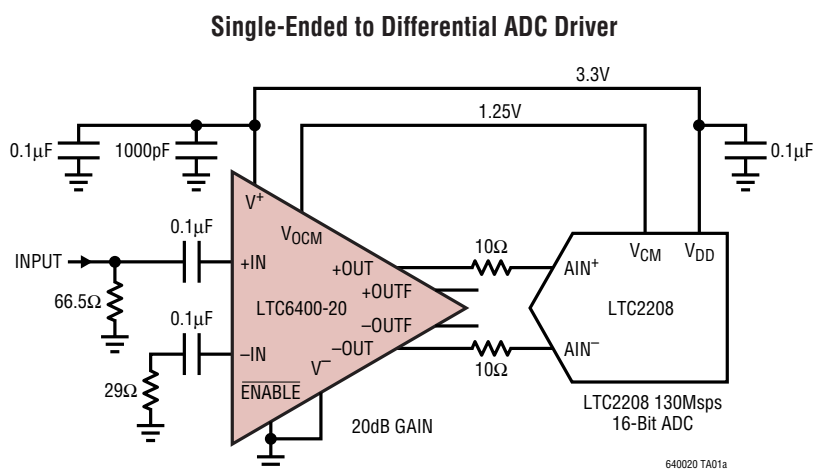 Single-Ended to Differential ADC Driver
3.3V
1.25V
0.1µF
1000pF
0.1µF
V+
VOCM
VCM
VDD
0.1µF
10Ω
INPUT
+IN
+OUT
AIN+
+OUTF
66.5Ω
LTC6400-20
LTC2208
0.1µF
–OUTF
–IN
–OUT
AIN–
V–
10Ω
29Ω
ENABLE
LTC2208 130Msps
16-Bit ADC
20dB GAIN
640020 TA01a